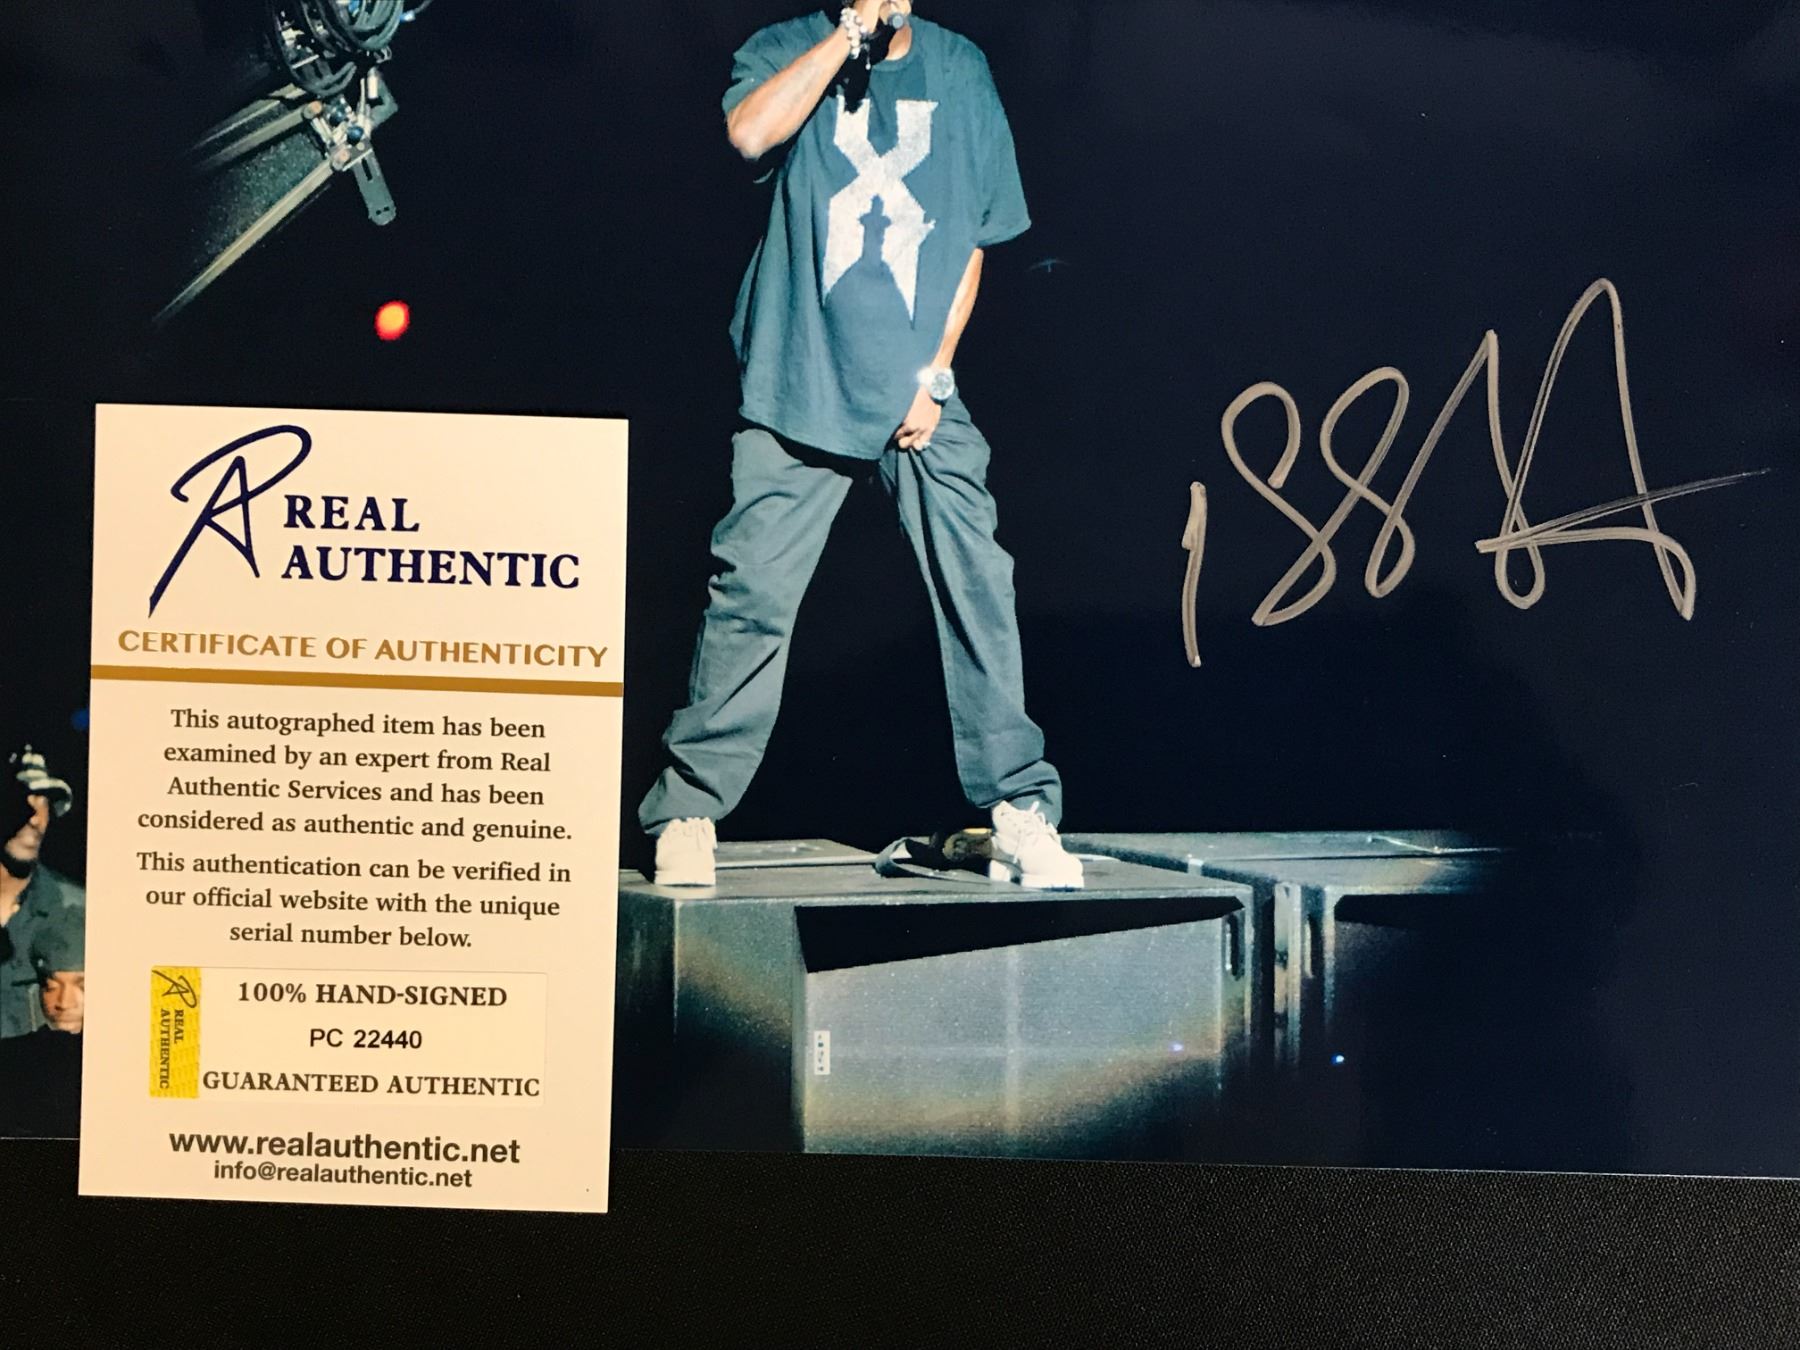 REAL
AUTHENTIC
CERTIFICATE OF AUTHENTICITY
This autographed item has been
examined by an expert from Real
Authentic Services and has been
considered as authentic and genuine.
This authentication can be verified in
our official website with the unique
serial number below.
REAL
AUTHENTIC
100% HAND-SIGNED
PC 22440
GUARANTEED AUTHENTIC
www.realauthentic.net
info@realauthentic.net